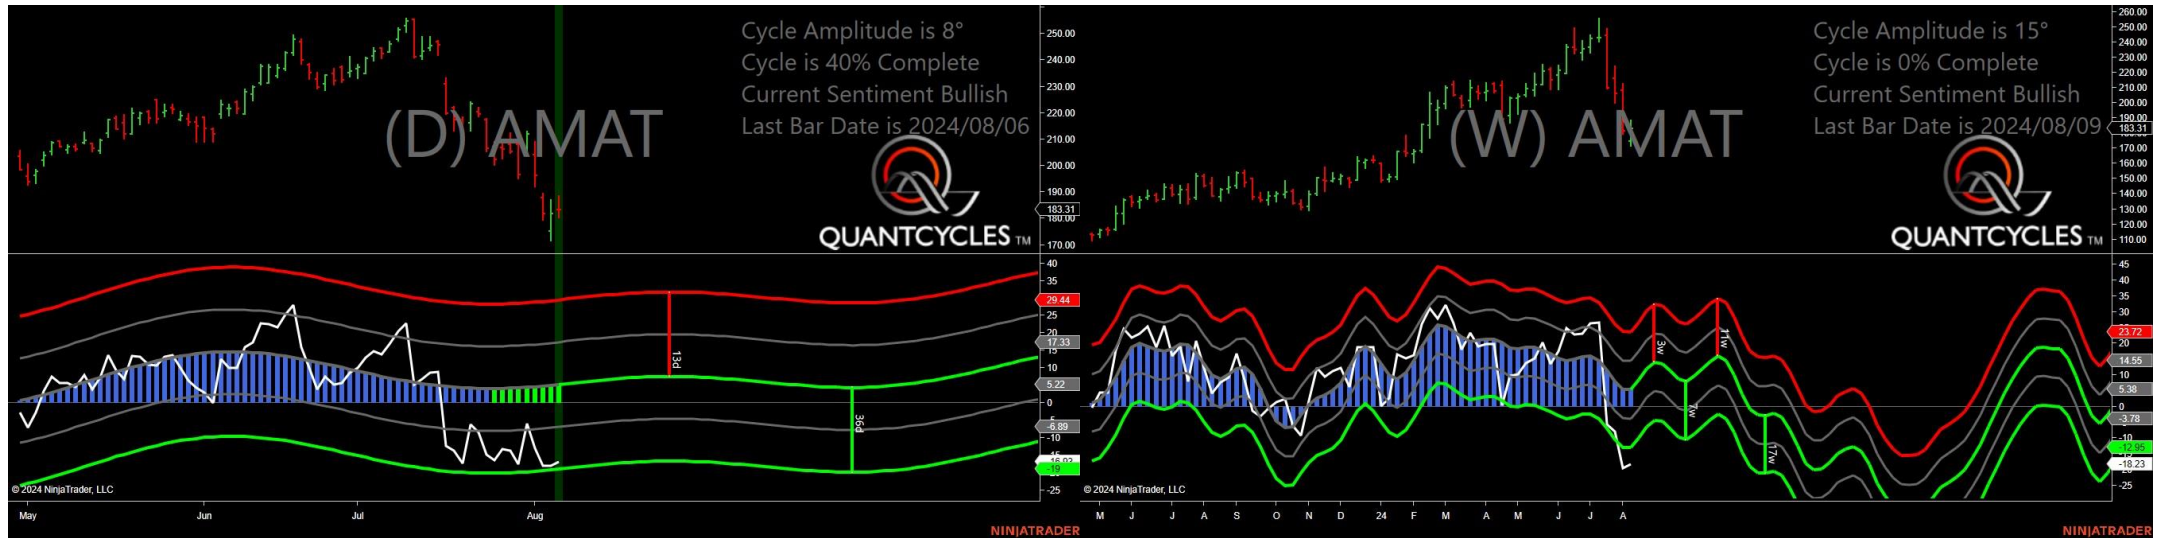 Cycle Amplitude is 8°
Cycle is 40% Complete
Current Sentiment Bullish
Last Bar Date is 2024/08/06
(D) AMAT
QUANTCYCLES TM
250.00
240.00
230.00
220.00
210.00
200.00
190.00
183.31
180.00
170.00
40
35
29.44
25
20
17.33
15
10
5.22
0
-6.89
-10
-16.93
-19
-25
13d
36d
© 2024 NinjaTrader, LLC
May Jun Jul Aug
NINJATRADER
Cycle Amplitude is 15°
Cycle is 0% Complete
Current Sentiment Bullish
Last Bar Date is 2024/08/09
(W) AMAT
QUANTCYCLES TM
260.00
250.00
240.00
230.00
220.00
210.00
200.00
190.00
183.31
170.00
160.00
150.00
140.00
130.00
110.00
45
40
35
30
23.72
20
14.55
10
5.38
0
-3.78
-10
-12.95
-18.23
-25
3w
7w
11w
17w
© 2024 NinjaTrader, LLC
M J J A S O N D 24 F M A M J J A
NINJATRADER